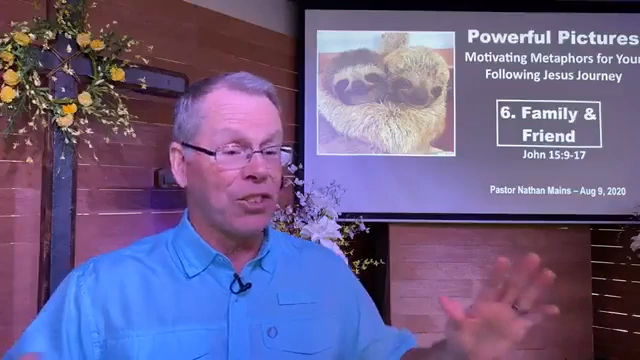 Powerful Pictures
Motivating Metaphors for Your
Following Jesus Journey
6. Family &
Friend
John 15:9-17
Pastor Nathan Mains – Aug 9, 2020